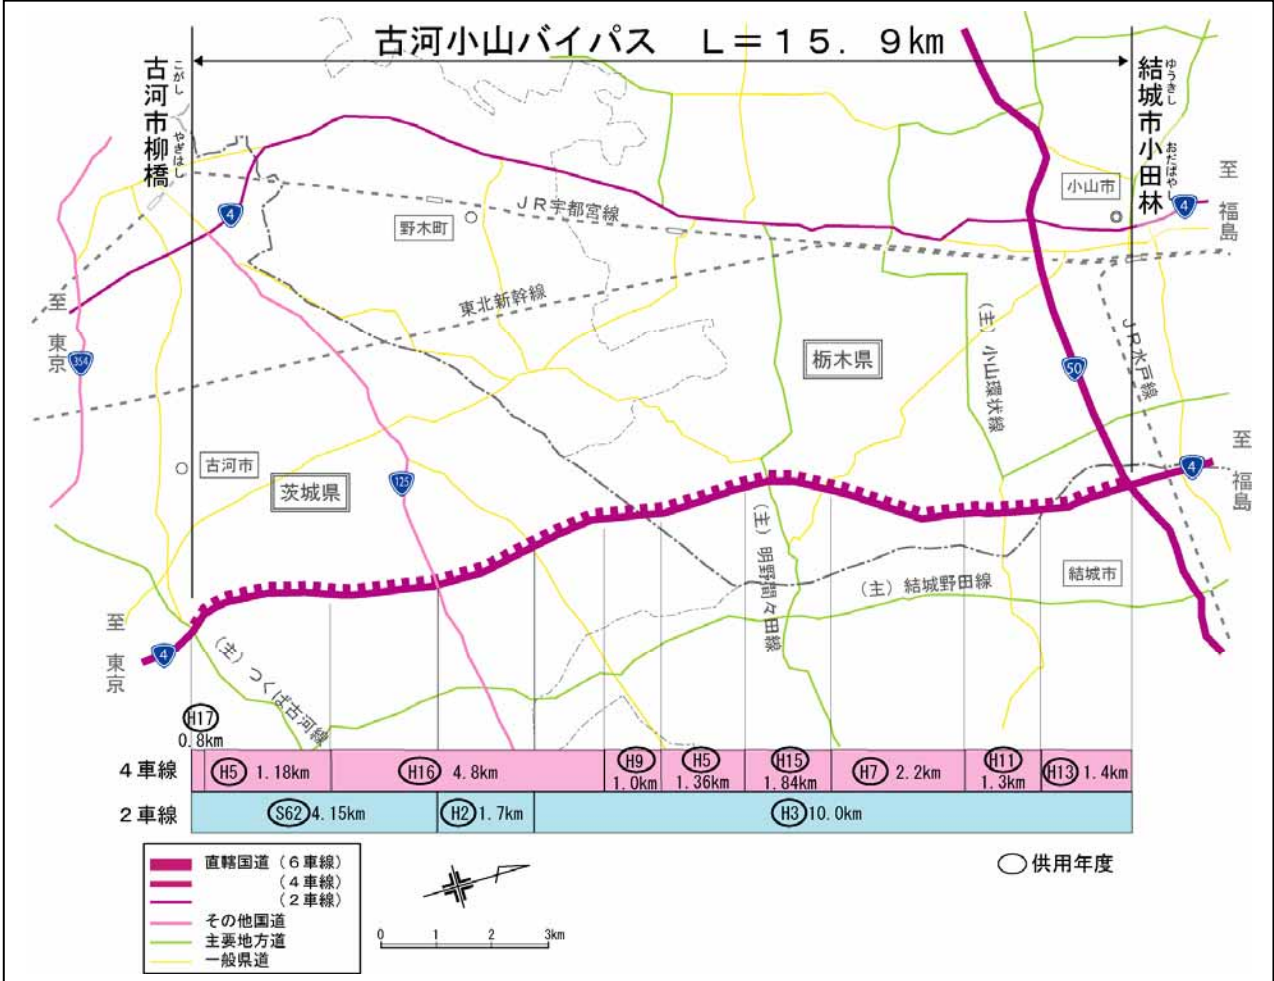 古河小山バイパス L=15.9km
古河市柳橋
こがし やぎはし
結城市小田林
ゆうきし おだばやし
小山市
至 福島
4
4
野木町
JR宇都宮線
東北新幹線
至 東京
354
栃木県
(主)小山環状線
50
JR水戸線
古河市
茨城県
125
至 福島
4
(主)明野間々田線
(主)結城野田線
結城市
至 東京
4
(主)つくば古河線
H17
0.8km
4車線
H5 1.18km
H16 4.8km
H9
1.0km
H5
1.36km
H15
1.84km
H7 2.2km
H11
1.3km
H13 1.4km
2車線
S62 4.15km
H2 1.7km
H3 10.0km
直轄国道(6車線)
(4車線)
(2車線)
その他国道
主要地方道
一般県道
0 1 2 3km
供用年度